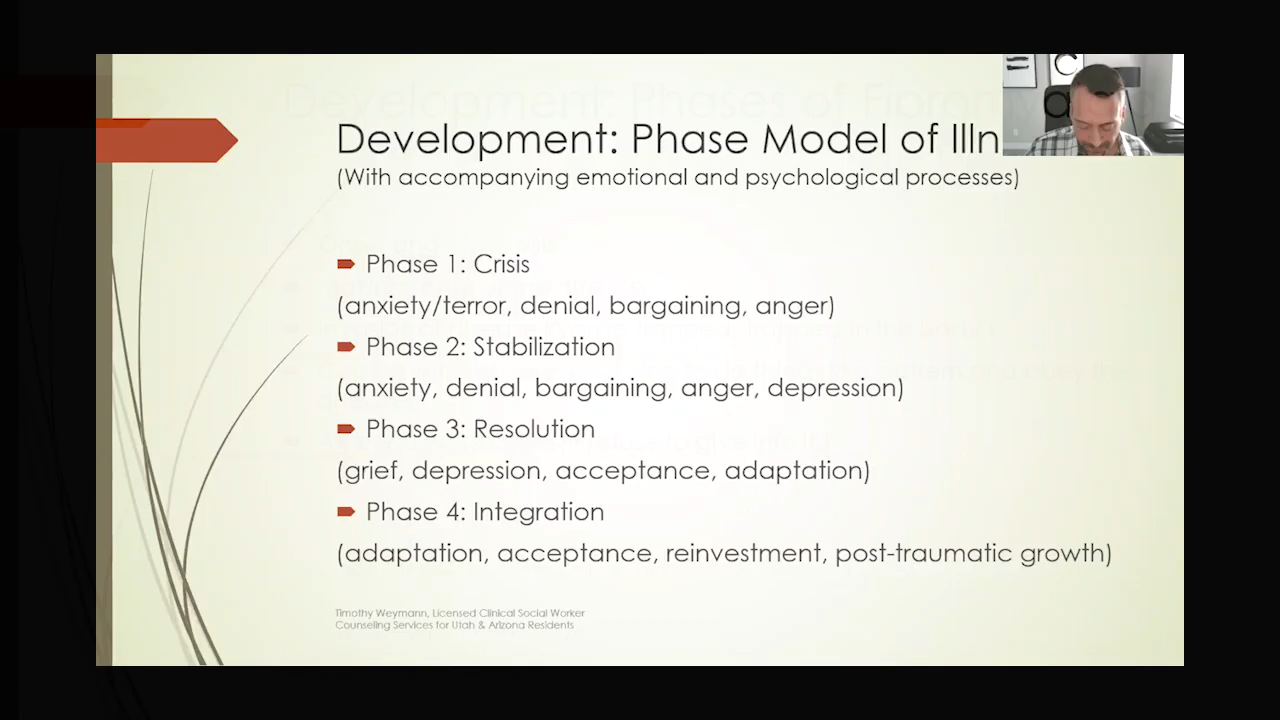 Development: Phase Model of Illn
(With accompanying emotional and psychological processes)
Phase 1: Crisis
(anxiety/terror, denial, bargaining, anger)
Phase 2: Stabilization
(anxiety, denial, bargaining, anger, depression)
Phase 3: Resolution
(grief, depression, acceptance, adaptation)
Phase 4: Integration
(adaptation, acceptance, reinvestment, post-traumatic growth)
Timothy Weymann, Licensed Clinical Social Worker
Counseling Services for Utah & Arizona Residents